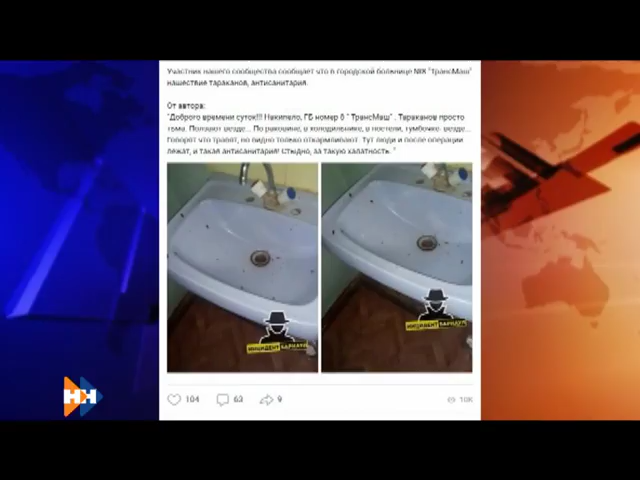 Участник нашего сообщества сообщает что в городской больнице №8 "ТрансМаш"
нашествие тараканов, антисанитария.
От автора:
"Доброго времени суток!!! Накипело, ГБ номер 8 " ТрансМаш" . Тараканов просто
тьма. Ползают везде... По раковине, в холодильнике, в постели, тумбочке- везде...
Говорят что травят, но видно только откармливают. Тут люди и после операции
лежат, и такая антисанитария! Стыдно, за такую халатность. "
ИНЦИДЕНТ БАРНАУЛ
ИНЦИДЕНТ БАРНАУЛ
104 63 9 10K
НН